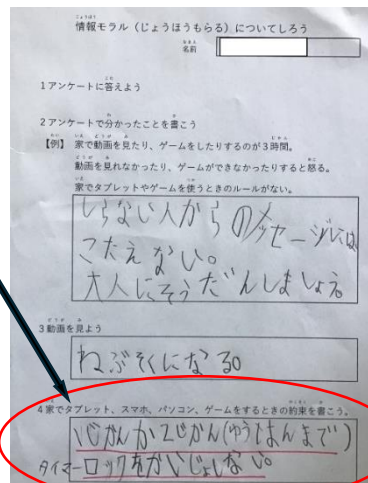 情報モラル（じょうほうもらる）についてしろう
名前
1アンケートに答えよう
2アンケートで分かったことを書こう
【例】 家で動画を見たり、ゲームをしたりするのが3時間。
動画を見れなかったり、ゲームができなかったりすると怒る。
家でタブレットやゲームを使うときのルールがない。
しらない人からのメッセージには
こたえない。
大人にそうだんしましょえ
3動画を見よう
ねぶそくになる。
4家でタブレット、スマホ、パソコン、ゲームをするときの約束を書こう。
1じかんか2じかん(ゆうはんまで)
タイマーロックをかいじょしない。